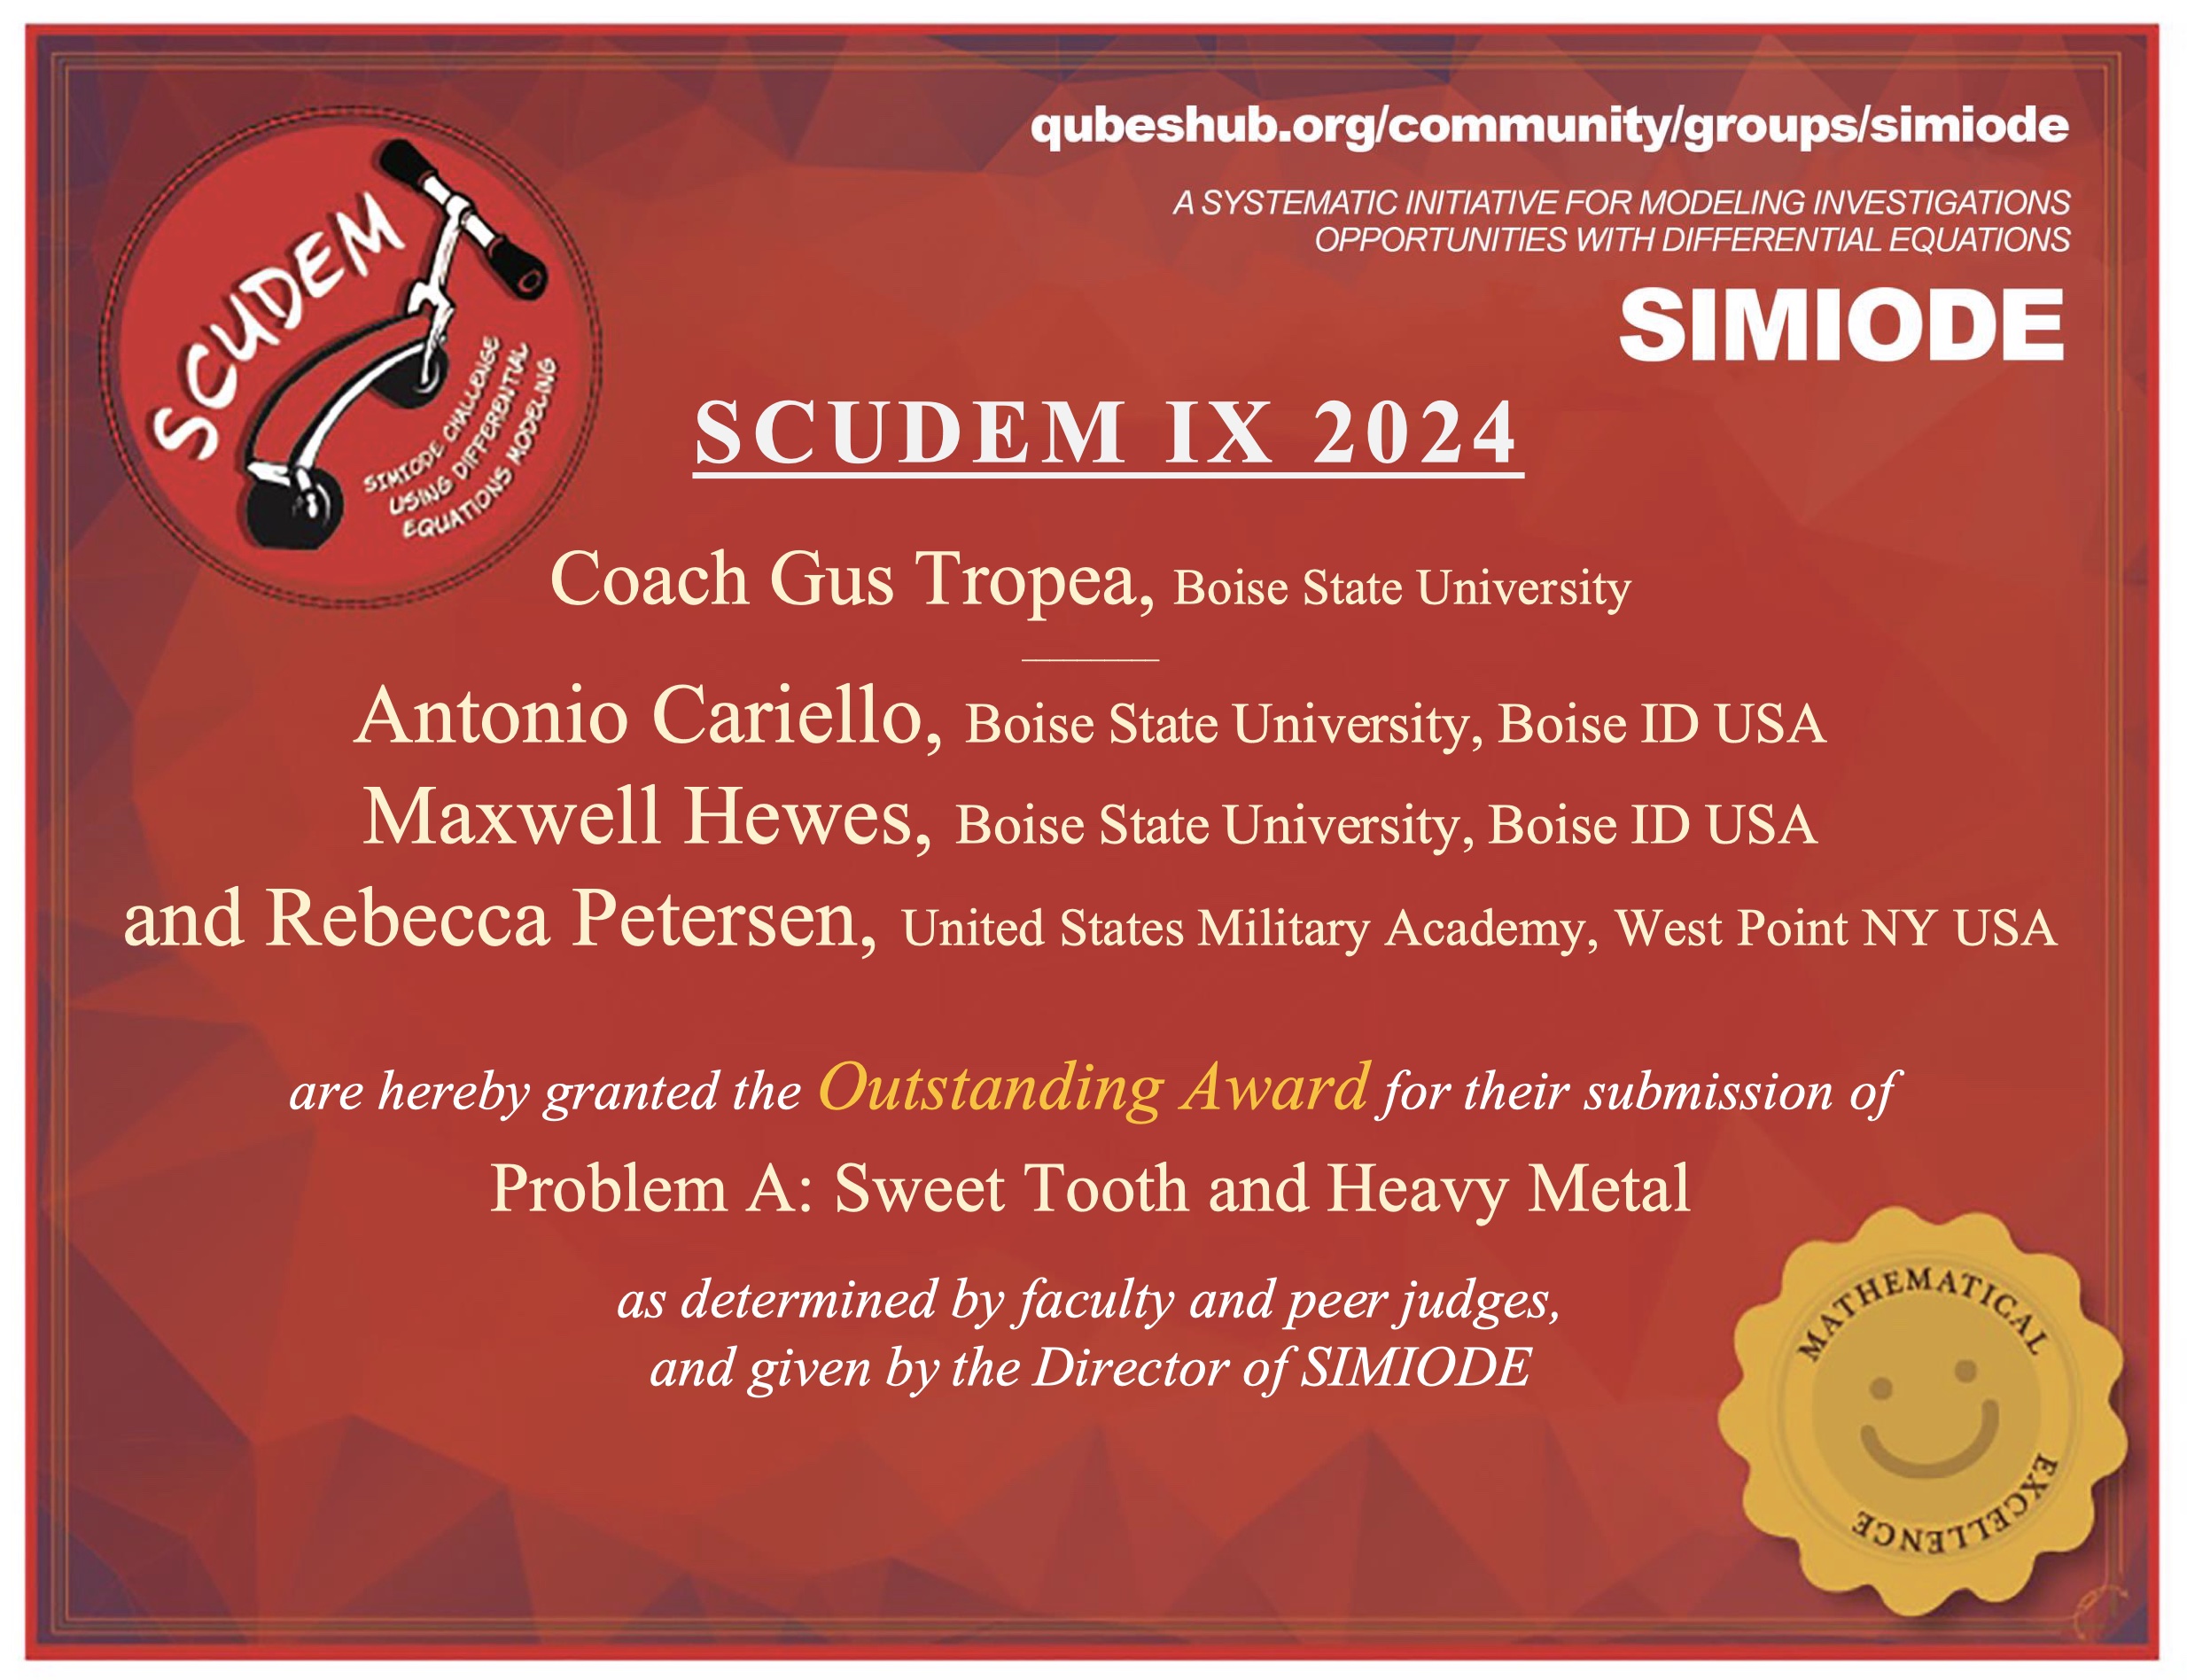 SCUDEM
SIMIODE CHALLENGE
USING DIFFERENTIAL
EQUATIONS MODELING
qubeshub.org/community/groups/simiode
A SYSTEMATIC INITIATIVE FOR MODELING INVESTIGATIONS
OPPORTUNITIES WITH DIFFERENTIAL EQUATIONS
SIMIODE
SCUDEM IX 2024
Coach Gus Tropea, Boise State University
Antonio Cariello, Boise State University, Boise ID USA
Maxwell Hewes, Boise State University, Boise ID USA
and Rebecca Petersen, United States Military Academy, West Point NY USA
are hereby granted the Outstanding Award for their submission of
Problem A: Sweet Tooth and Heavy Metal
as determined by faculty and peer judges,
and given by the Director of SIMIODE
MATHEMATICAL
EXCELLENCE